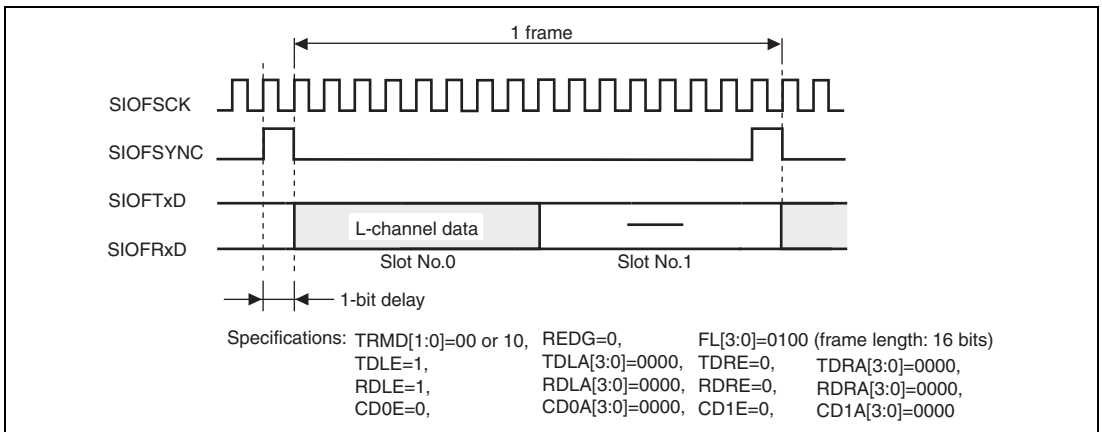 1 frame
SIOFSCK
SIOFSYNC
SIOFTxD
L-channel data
SIOFRxD
Slot No.0 Slot No.1
1-bit delay
Specifications: TRMD[1:0]=00 or 10, REDG=0, FL[3:0]=0100 (frame length: 16 bits)
TDLE=1, TDLA[3:0]=0000, TDRE=0, TDRA[3:0]=0000,
RDLE=1, RDLA[3:0]=0000, RDRE=0, RDRA[3:0]=0000,
CD0E=0, CD0A[3:0]=0000, CD1E=0, CD1A[3:0]=0000